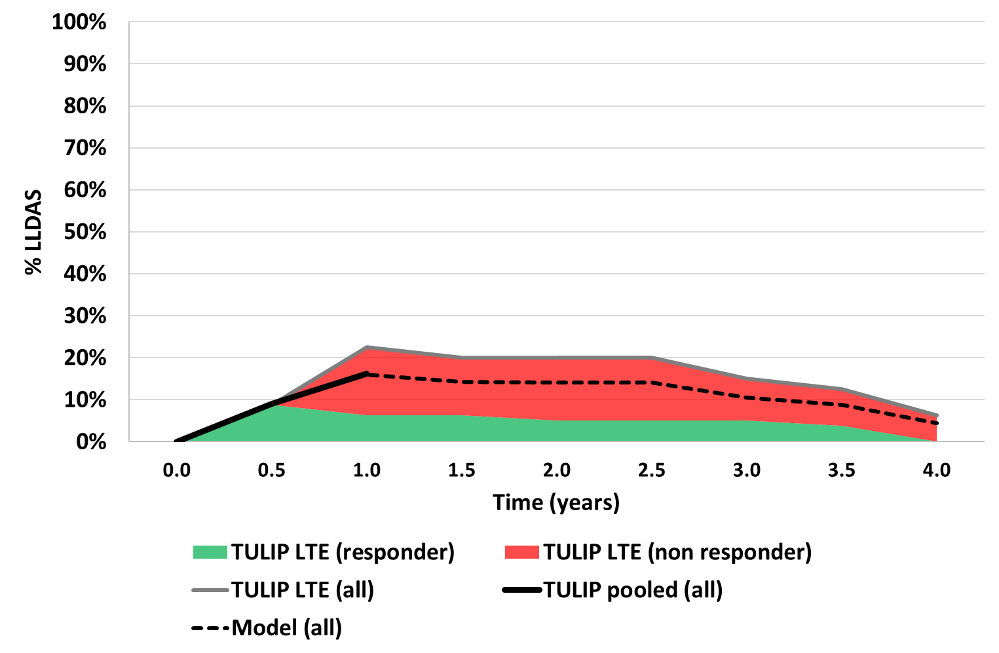 100%
90%
80%
70%
60%
50%
40%
30%
20%
10%
0%
% LLDAS
0.0 0.5 1.0 1.5 2.0 2.5 3.0 3.5 4.0
Time (years)
TULIP LTE (responder) TULIP LTE (non responder)
TULIP LTE (all) TULIP pooled (all)
Model (all)